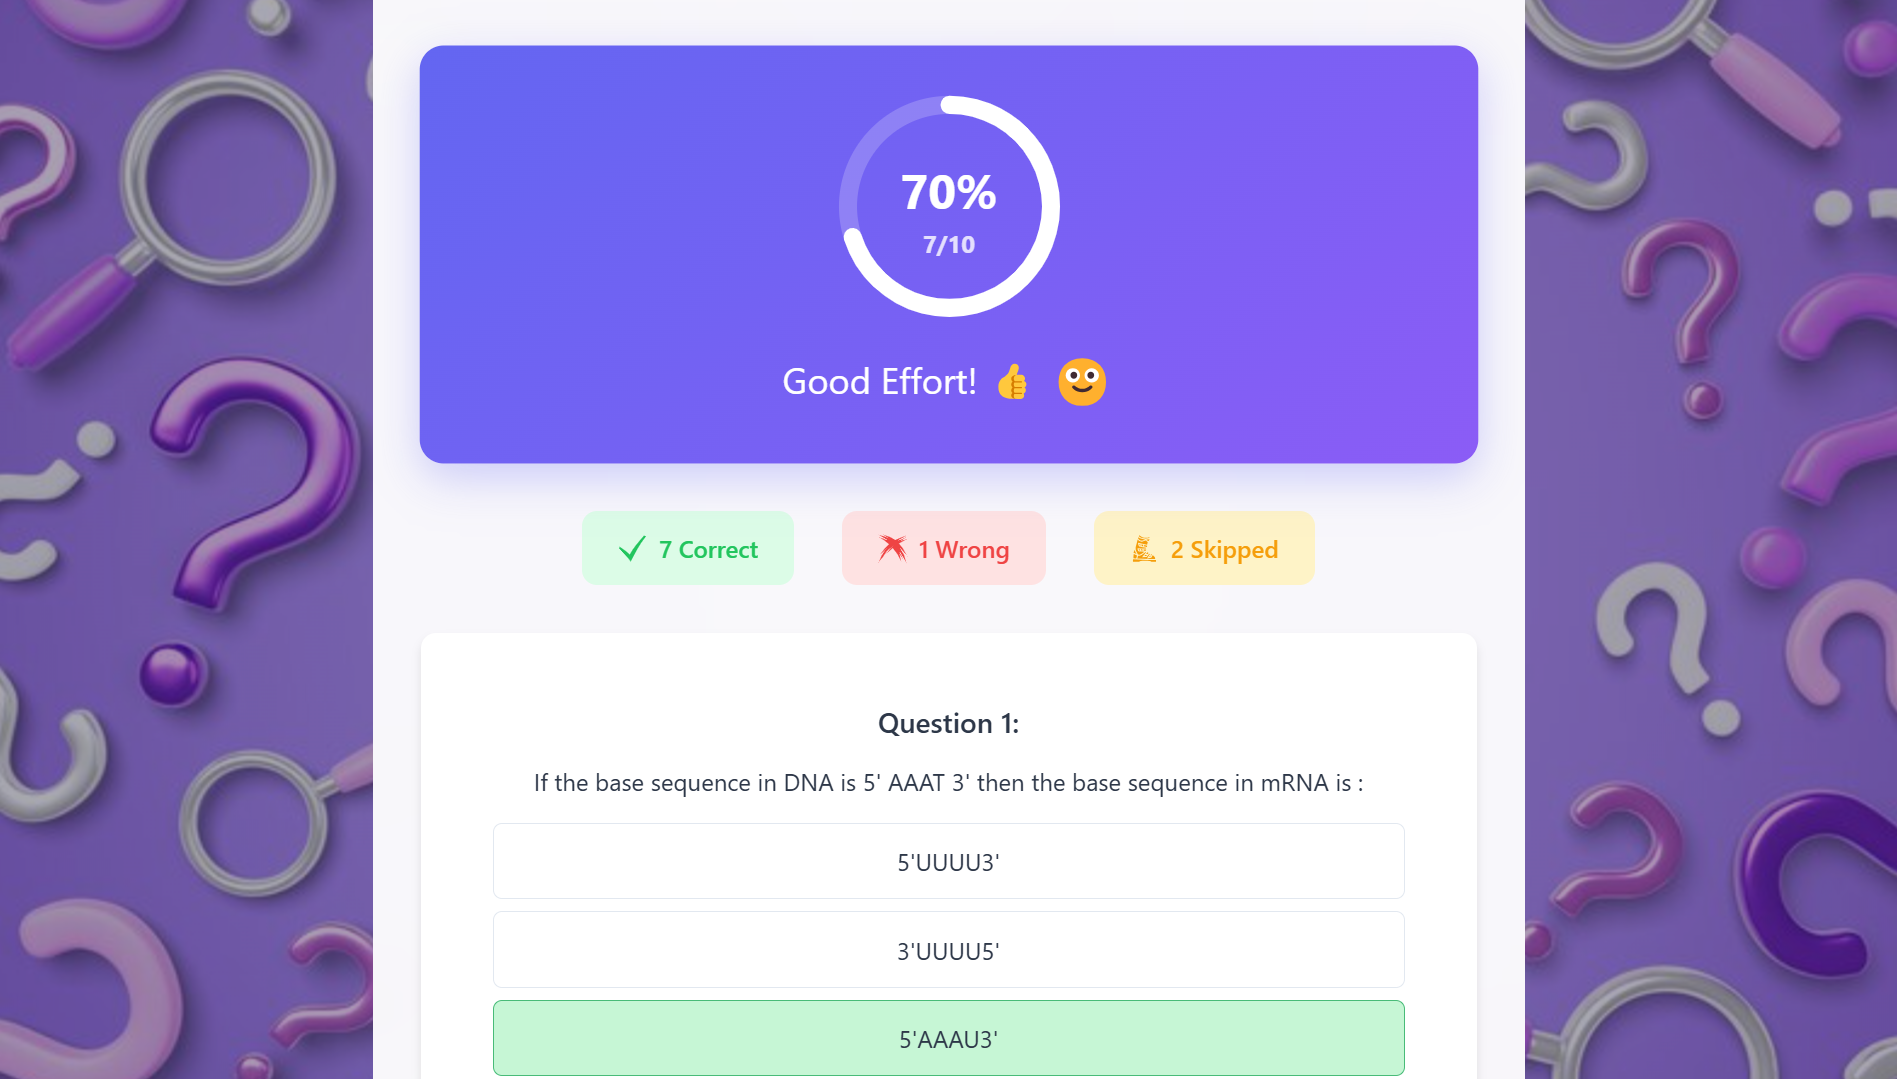 70%
7/10
Good Effort! 👍 🙂
7 Correct
1 Wrong
2 Skipped
Question 1:
If the base sequence in DNA is 5' AAAT 3' then the base sequence in mRNA is :
5'UUUU3'
3'UUUU5'
5'AAAU3'